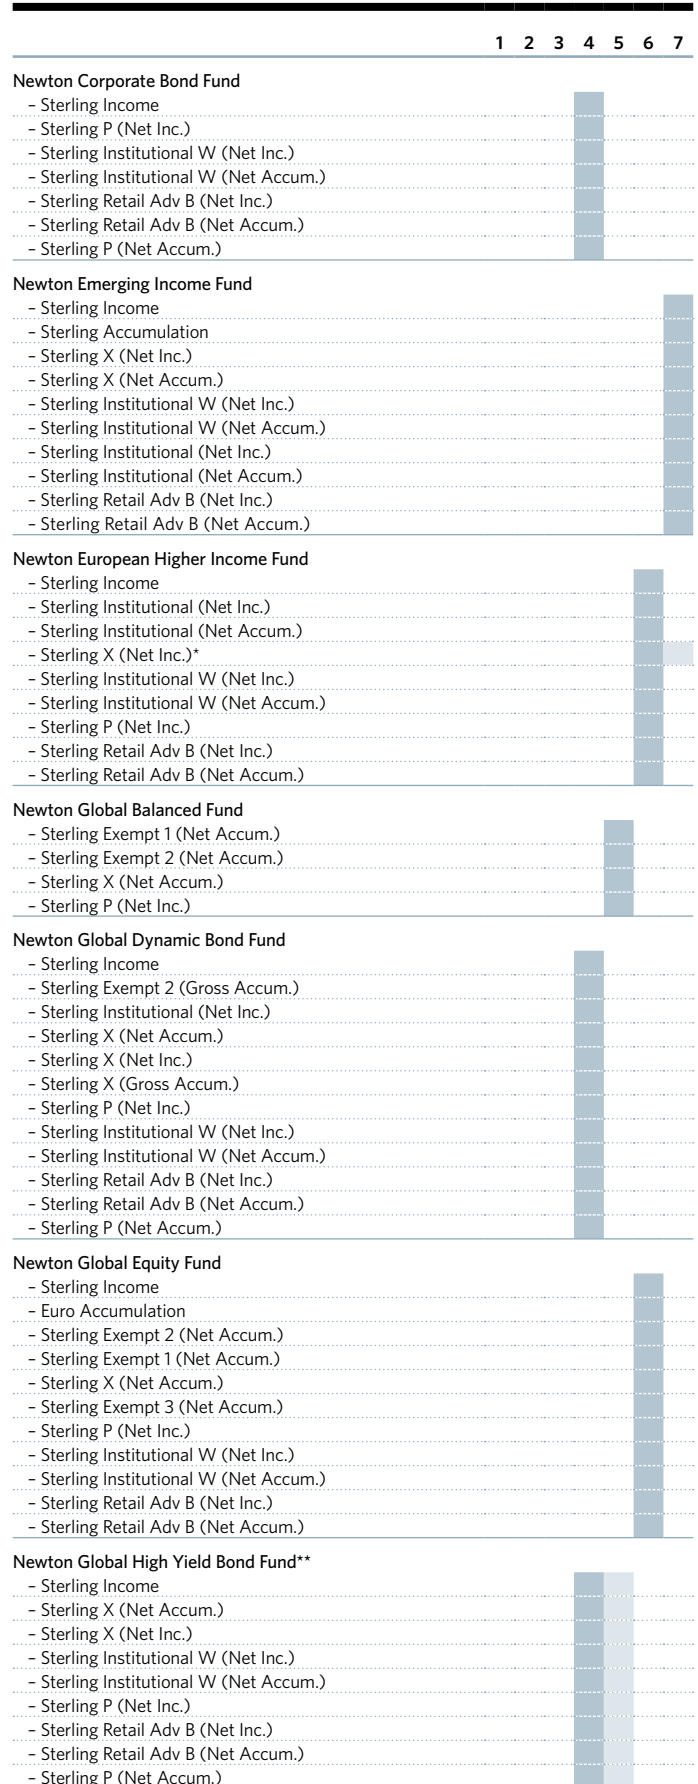 1 2 3 4 5 6 7
Newton Corporate Bond Fund
– Sterling Income
– Sterling P (Net Inc.)
– Sterling Institutional W (Net Inc.)
– Sterling Institutional W (Net Accum.)
– Sterling Retail Adv B (Net Inc.)
– Sterling Retail Adv B (Net Accum.)
– Sterling P (Net Accum.)
Newton Emerging Income Fund
– Sterling Income
– Sterling Accumulation
– Sterling X (Net Inc.)
– Sterling X (Net Accum.)
– Sterling Institutional W (Net Inc.)
– Sterling Institutional W (Net Accum.)
– Sterling Institutional (Net Inc.)
– Sterling Institutional (Net Accum.)
– Sterling Retail Adv B (Net Inc.)
– Sterling Retail Adv B (Net Accum.)
Newton European Higher Income Fund
– Sterling Income
– Sterling Institutional (Net Inc.)
– Sterling Institutional (Net Accum.)
– Sterling X (Net Inc.)*
– Sterling Institutional W (Net Inc.)
– Sterling Institutional W (Net Accum.)
– Sterling P (Net Inc.)
– Sterling Retail Adv B (Net Inc.)
– Sterling Retail Adv B (Net Accum.)
Newton Global Balanced Fund
– Sterling Exempt 1 (Net Accum.)
– Sterling Exempt 2 (Net Accum.)
– Sterling X (Net Accum.)
– Sterling P (Net Inc.)
Newton Global Dynamic Bond Fund
– Sterling Income
– Sterling Exempt 2 (Gross Accum.)
– Sterling Institutional (Net Inc.)
– Sterling X (Net Accum.)
– Sterling X (Net Inc.)
– Sterling X (Gross Accum.)
– Sterling P (Net Inc.)
– Sterling Institutional W (Net Inc.)
– Sterling Institutional W (Net Accum.)
– Sterling Retail Adv B (Net Inc.)
– Sterling Retail Adv B (Net Accum.)
– Sterling P (Net Accum.)
Newton Global Equity Fund
– Sterling Income
– Euro Accumulation
– Sterling Exempt 2 (Net Accum.)
– Sterling Exempt 1 (Net Accum.)
– Sterling X (Net Accum.)
– Sterling Exempt 3 (Net Accum.)
– Sterling P (Net Inc.)
– Sterling Institutional W (Net Inc.)
– Sterling Institutional W (Net Accum.)
– Sterling Retail Adv B (Net Inc.)
– Sterling Retail Adv B (Net Accum.)
Newton Global High Yield Bond Fund**
– Sterling Income
– Sterling X (Net Accum.)
– Sterling X (Net Inc.)
– Sterling Institutional W (Net Inc.)
– Sterling Institutional W (Net Accum.)
– Sterling P (Net Inc.)
– Sterling Retail Adv B (Net Inc.)
– Sterling Retail Adv B (Net Accum.)
– Sterling P (Net Accum.)